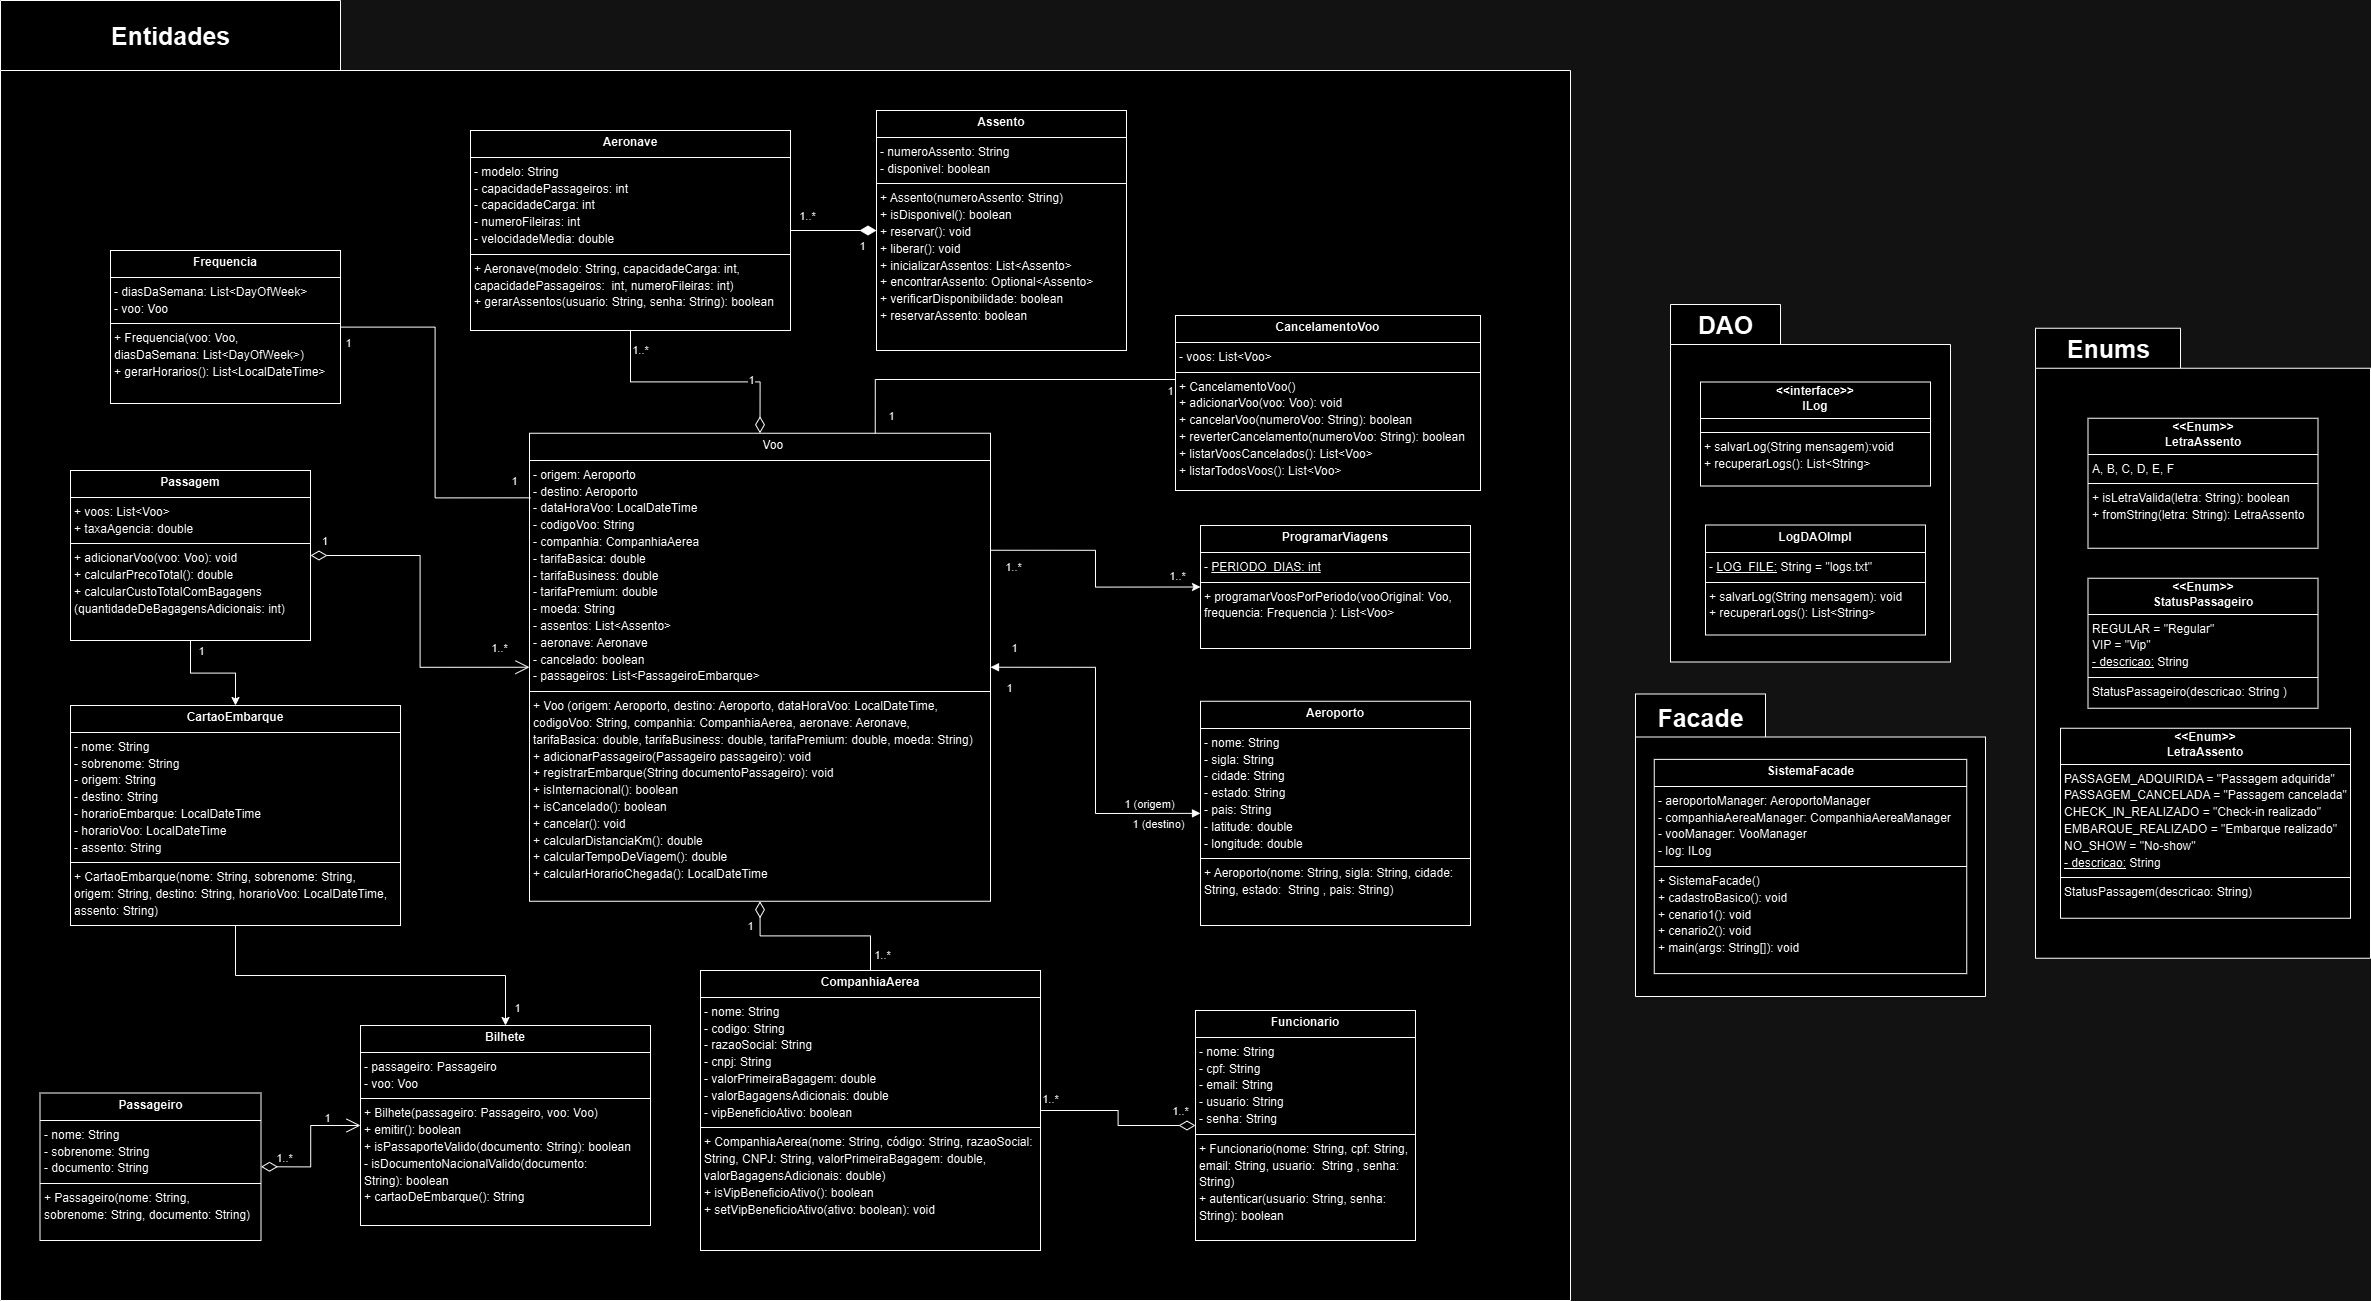 Entidades
Aeronave
- modelo: String
- capacidadePassageiros: int
- capacidadeCarga: int
- numeroFileiras: int
- velocidadeMedia: double
+ Aeronave(modelo: String, capacidadeCarga: int,
capacidadePassageiros:  int, numeroFileiras: int)
+ gerarAssentos(usuario: String, senha: String): boolean
Assento
- numeroAssento: String
- disponivel: boolean
+ Assento(numeroAssento: String)
+ isDisponivel(): boolean
+ reservar(): void
+ liberar(): void
+ inicializarAssentos: List<Assento>
+ encontrarAssento: Optional<Assento>
+ verificarDisponibilidade: boolean
+ reservarAssento: boolean
1..*
1
Frequencia
- diasDaSemana: List<DayOfWeek>
- voo: Voo
+ Frequencia(voo: Voo,
diasDaSemana: List<DayOfWeek>)
+ gerarHorarios(): List<LocalDateTime>
1
1
1..*
1
CancelamentoVoo
- voos: List<Voo>
+ CancelamentoVoo()
+ adicionarVoo(voo: Voo): void
+ cancelarVoo(numeroVoo: String): boolean
+ reverterCancelamento(numeroVoo: String): boolean
+ listarVoosCancelados(): List<Voo>
+ listarTodosVoos(): List<Voo>
1
1
Passagem
+ voos: List<Voo>
+ taxaAgencia: double
+ adicionarVoo(voo: Voo): void
+ calcularPrecoTotal(): double
+ calcularCustoTotalComBagagens
(quantidadeDeBagagensAdicionais: int)
1
1..*
1
Voo
- origem: Aeroporto
- destino: Aeroporto
- dataHoraVoo: LocalDateTime
- codigoVoo: String
- companhia: CompanhiaAerea
- tarifaBasica: double
- tarifaBusiness: double
- tarifaPremium: double
- moeda: String
- assentos: List<Assento>
- aeronave: Aeronave
- cancelado: boolean
- passageiros: List<PassageiroEmbarque>
+ Voo (origem: Aeroporto, destino: Aeroporto, dataHoraVoo: LocalDateTime,
codigoVoo: String, companhia: CompanhiaAerea, aeronave: Aeronave,
tarifaBasica: double, tarifaBusiness: double, tarifaPremium: double, moeda: String)
+ adicionarPassageiro(Passageiro passageiro): void
+ registrarEmbarque(String documentoPassageiro): void
+ isInternacional(): boolean
+ isCancelado(): boolean
+ cancelar(): void
+ calcularDistanciaKm(): double
+ calcularTempoDeViagem(): double
+ calcularHorarioChegada(): LocalDateTime
1..*
1..*
ProgramarViagens
- PERIODO_DIAS: int
+ programarVoosPorPeriodo(vooOriginal: Voo,
frequencia: Frequencia ): List<Voo>
1
1
1 (origem)
1 (destino)
Aeroporto
- nome: String
- sigla: String
- cidade: String
- estado: String
- pais: String
- latitude: double
- longitude: double
+ Aeroporto(nome: String, sigla: String, cidade:
String, estado:  String , pais: String)
CartaoEmbarque
- nome: String
- sobrenome: String
- origem: String
- destino: String
- horarioEmbarque: LocalDateTime
- horarioVoo: LocalDateTime
- assento: String
+ CartaoEmbarque(nome: String, sobrenome: String,
origem: String, destino: String, horarioVoo: LocalDateTime,
assento: String)
1
1
1..*
Bilhete
- passageiro: Passageiro
- voo: Voo
+ Bilhete(passageiro: Passageiro, voo: Voo)
+ emitir(): boolean
+ isPassaporteValido(documento: String): boolean
- isDocumentoNacionalValido(documento:
String): boolean
+ cartaoDeEmbarque(): String
Passageiro
- nome: String
- sobrenome: String
- documento: String
+ Passageiro(nome: String,
sobrenome: String, documento: String)
1..*
1
CompanhiaAerea
- nome: String
- codigo: String
- razaoSocial: String
- cnpj: String
- valorPrimeiraBagagem: double
- valorBagagensAdicionais: double
- vipBeneficioAtivo: boolean
+ CompanhiaAerea(nome: String, código: String, razaoSocial:
String, CNPJ: String, valorPrimeiraBagagem: double,
valorBagagensAdicionais: double)
+ isVipBeneficioAtivo(): boolean
+ setVipBeneficioAtivo(ativo: boolean): void
1..*
1..*
Funcionario
- nome: String
- cpf: String
- email: String
- usuario: String
- senha: String
+ Funcionario(nome: String, cpf: String,
email: String, usuario:  String , senha:
String)
+ autenticar(usuario: String, senha:
String): boolean
DAO
<<interface>>
ILog
+ salvarLog(String mensagem):void
+ recuperarLogs(): List<String>
LogDAOImpl
- LOG_FILE: String = "logs.txt"
+ salvarLog(String mensagem): void
+ recuperarLogs(): List<String>
Facade
SistemaFacade
- aeroportoManager: AeroportoManager
- companhiaAereaManager: CompanhiaAereaManager
- vooManager: VooManager
- log: ILog
+ SistemaFacade()
+ cadastroBasico(): void
+ cenario1(): void
+ cenario2(): void
+ main(args: String[]): void
Enums
<<Enum>>
LetraAssento
A, B, C, D, E, F
+ isLetraValida(letra: String): boolean
+ fromString(letra: String): LetraAssento
<<Enum>>
StatusPassageiro
REGULAR = "Regular"
VIP = "Vip"
- descricao: String
StatusPassageiro(descricao: String )
<<Enum>>
LetraAssento
PASSAGEM_ADQUIRIDA = "Passagem adquirida"
PASSAGEM_CANCELADA = "Passagem cancelada"
CHECK_IN_REALIZADO = "Check-in realizado"
EMBARQUE_REALIZADO = "Embarque realizado"
NO_SHOW = "No-show"
- descricao: String
StatusPassagem(descricao: String)